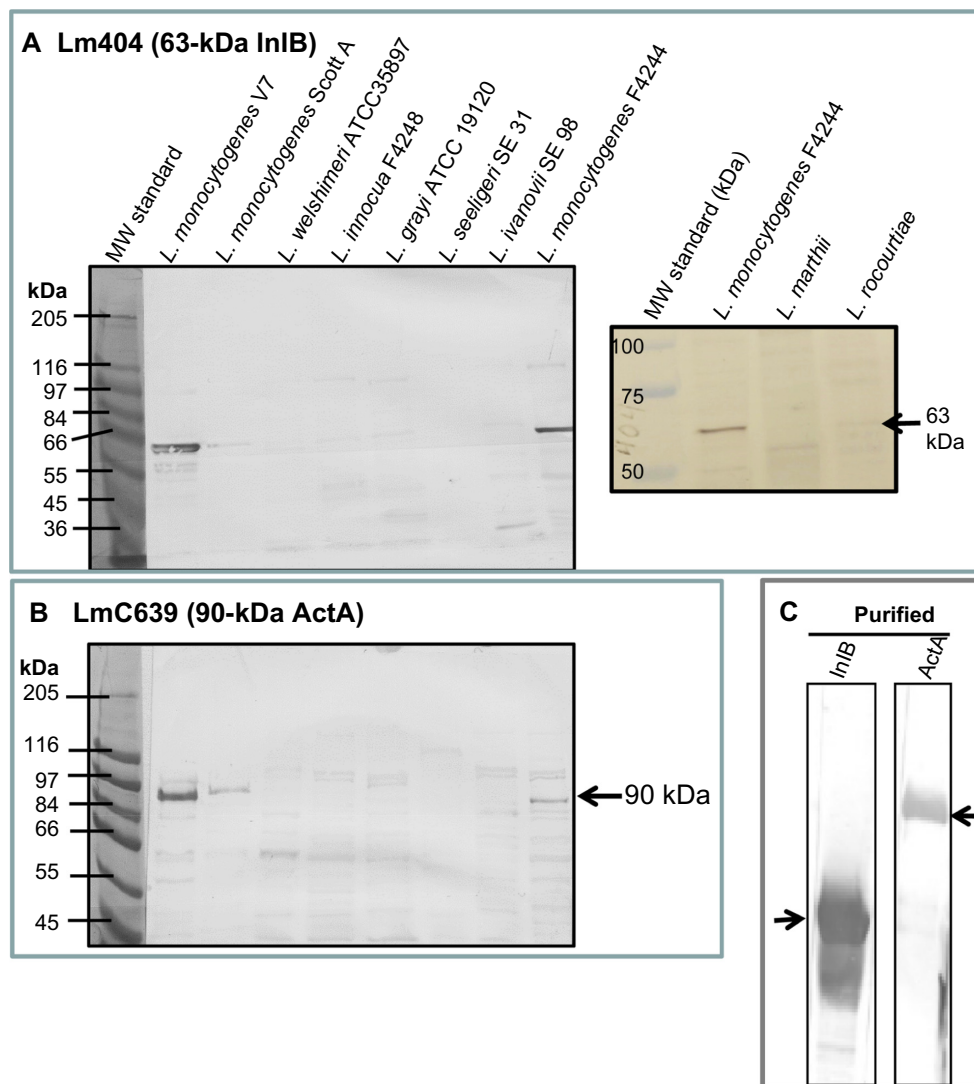 A Lm404 (63-kDa InlB)
MW standard
L. monocytogenes V7
L. monocytogenes Scott A
L. welshimeri ATCC35897
L. innocua F4248
L. grayi ATCC 19120
L. seeligeri SE 31
L. ivanovii SE 98
L. monocytogenes F4244
kDa
205
116
97
84
66
55
45
36
MW standard (kDa)
L. monocytogenes F4244
L. marthii
L. rocourtiae
100
75
50
404
63
kDa
B LmC639 (90-kDa ActA)
kDa
205
116
97
84
66
55
45
90 kDa
C Purified
InlB
ActA